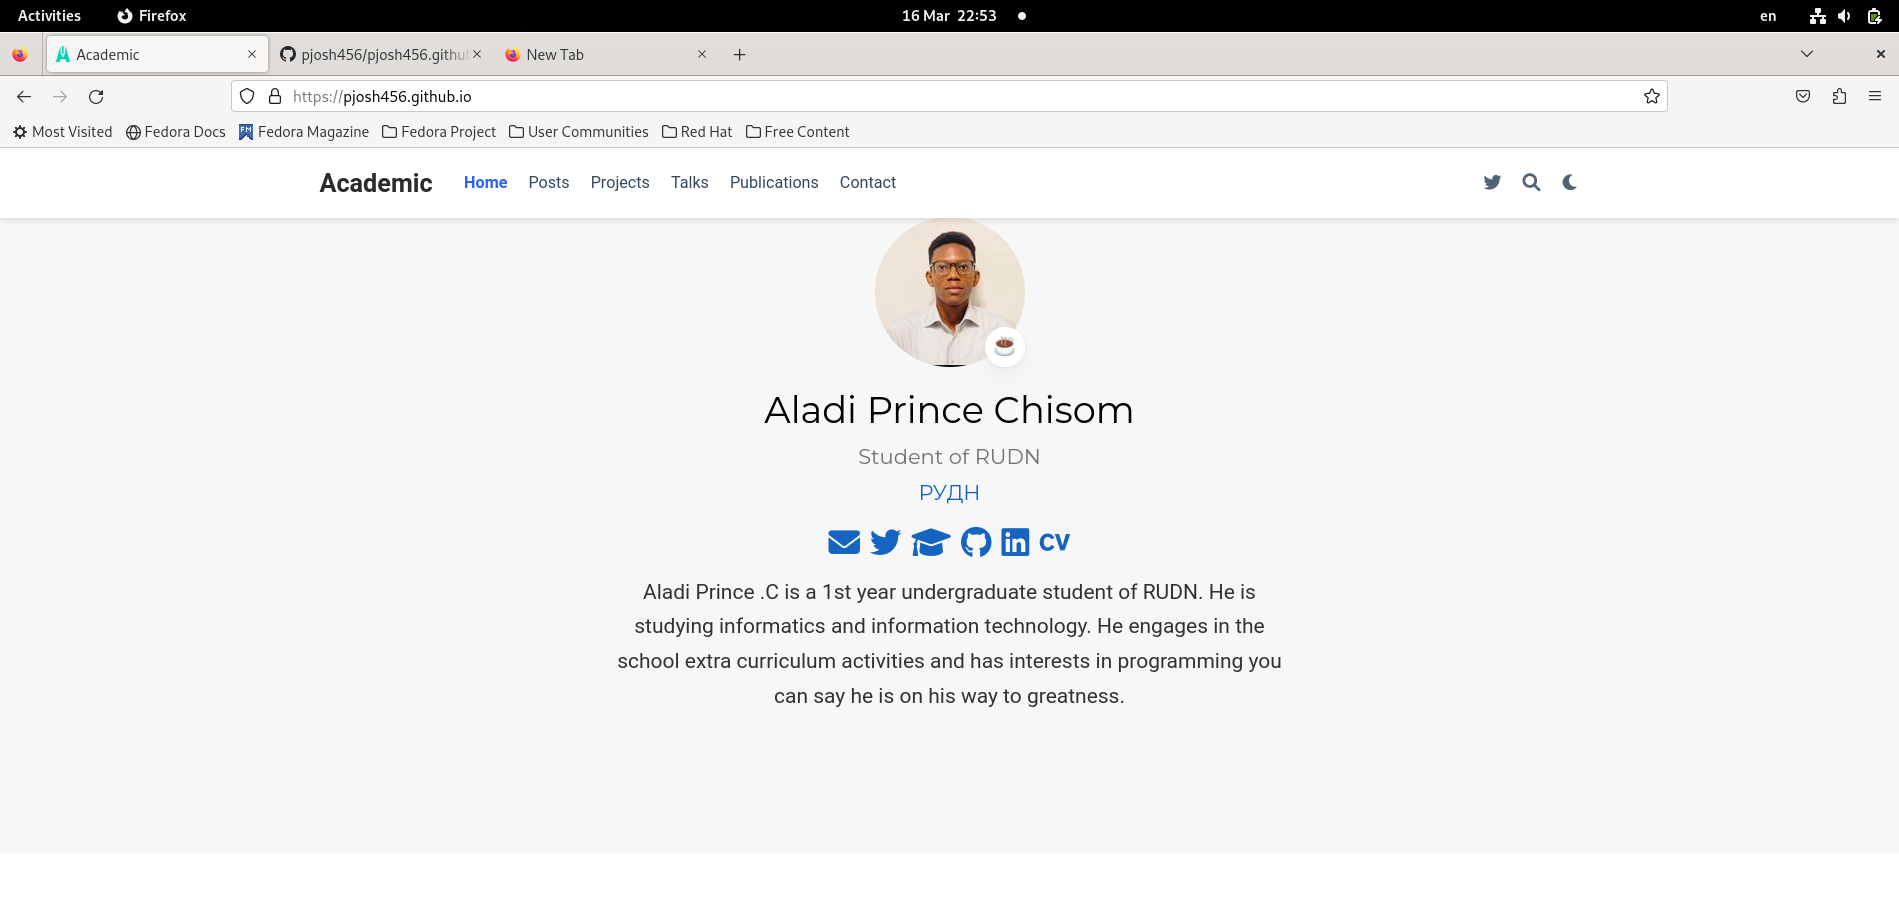 Activities Firefox 16 Mar 22:53 en
Academic pjosh456/pjosh456.githu New Tab
https://pjosh456.github.io
Most Visited Fedora Docs Fedora Magazine Fedora Project User Communities Red Hat Free Content
Academic Home Posts Projects Talks Publications Contact
Aladi Prince Chisom
Student of RUDN
РУДН
CV
Aladi Prince .C is a 1st year undergraduate student of RUDN. He is
studying informatics and information technology. He engages in the
school extra curriculum activities and has interests in programming you
can say he is on his way to greatness.